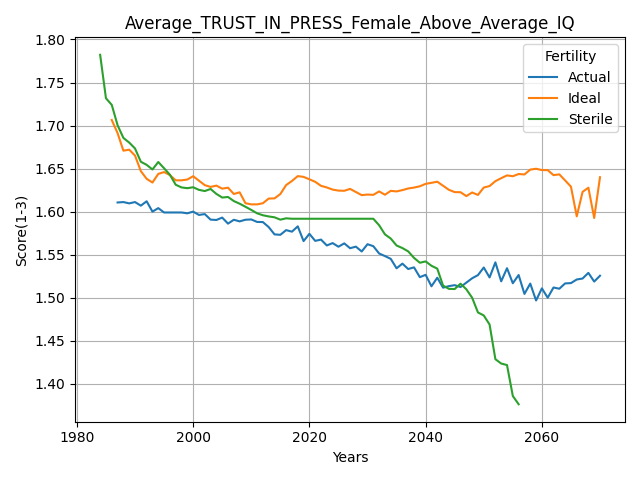 Average_TRUST_IN_PRESS_Female_Above_Average_IQ
1.80
1.75
1.70
1.65
1.60
1.55
1.50
1.45
1.40
Score(1-3)
Fertility
Actual
Ideal
Sterile
1980
2000
2020
2040
2060
Years